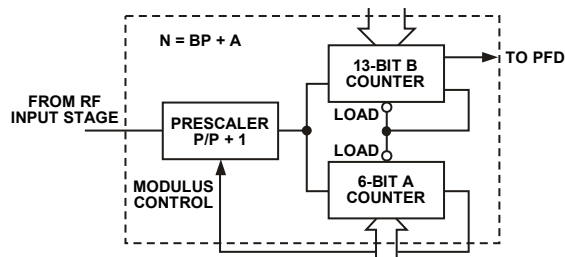 N = BP + A
13-BIT B
COUNTER
TO PFD
FROM RF
INPUT STAGE
PRESCALER
P/P + 1
LOAD
LOAD
MODULUS
CONTROL
6-BIT A
COUNTER